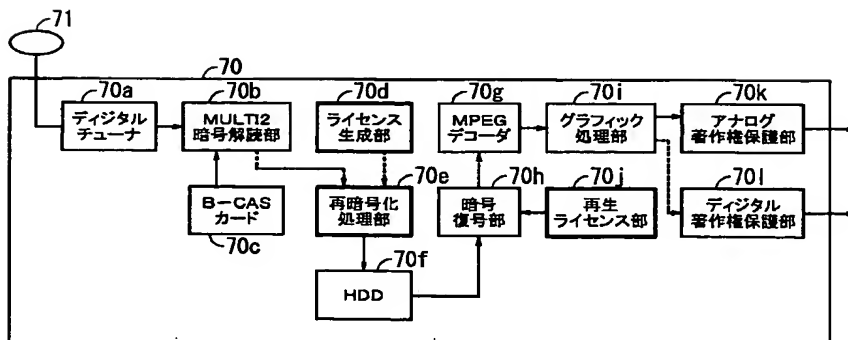 71
70
70a
ディジタル
チューナ
70b
MULTI2
暗号解読部
70d
ライセンス
生成部
70g
MPEG
デコーダ
70i
グラフィック
処理部
70k
アナログ
著作権保護部
B-CAS
カード
70c
70e
再暗号化
処理部
70h
暗号
復号部
70j
再生
ライセンス部
70l
ディジタル
著作権保護部
70f
HDD